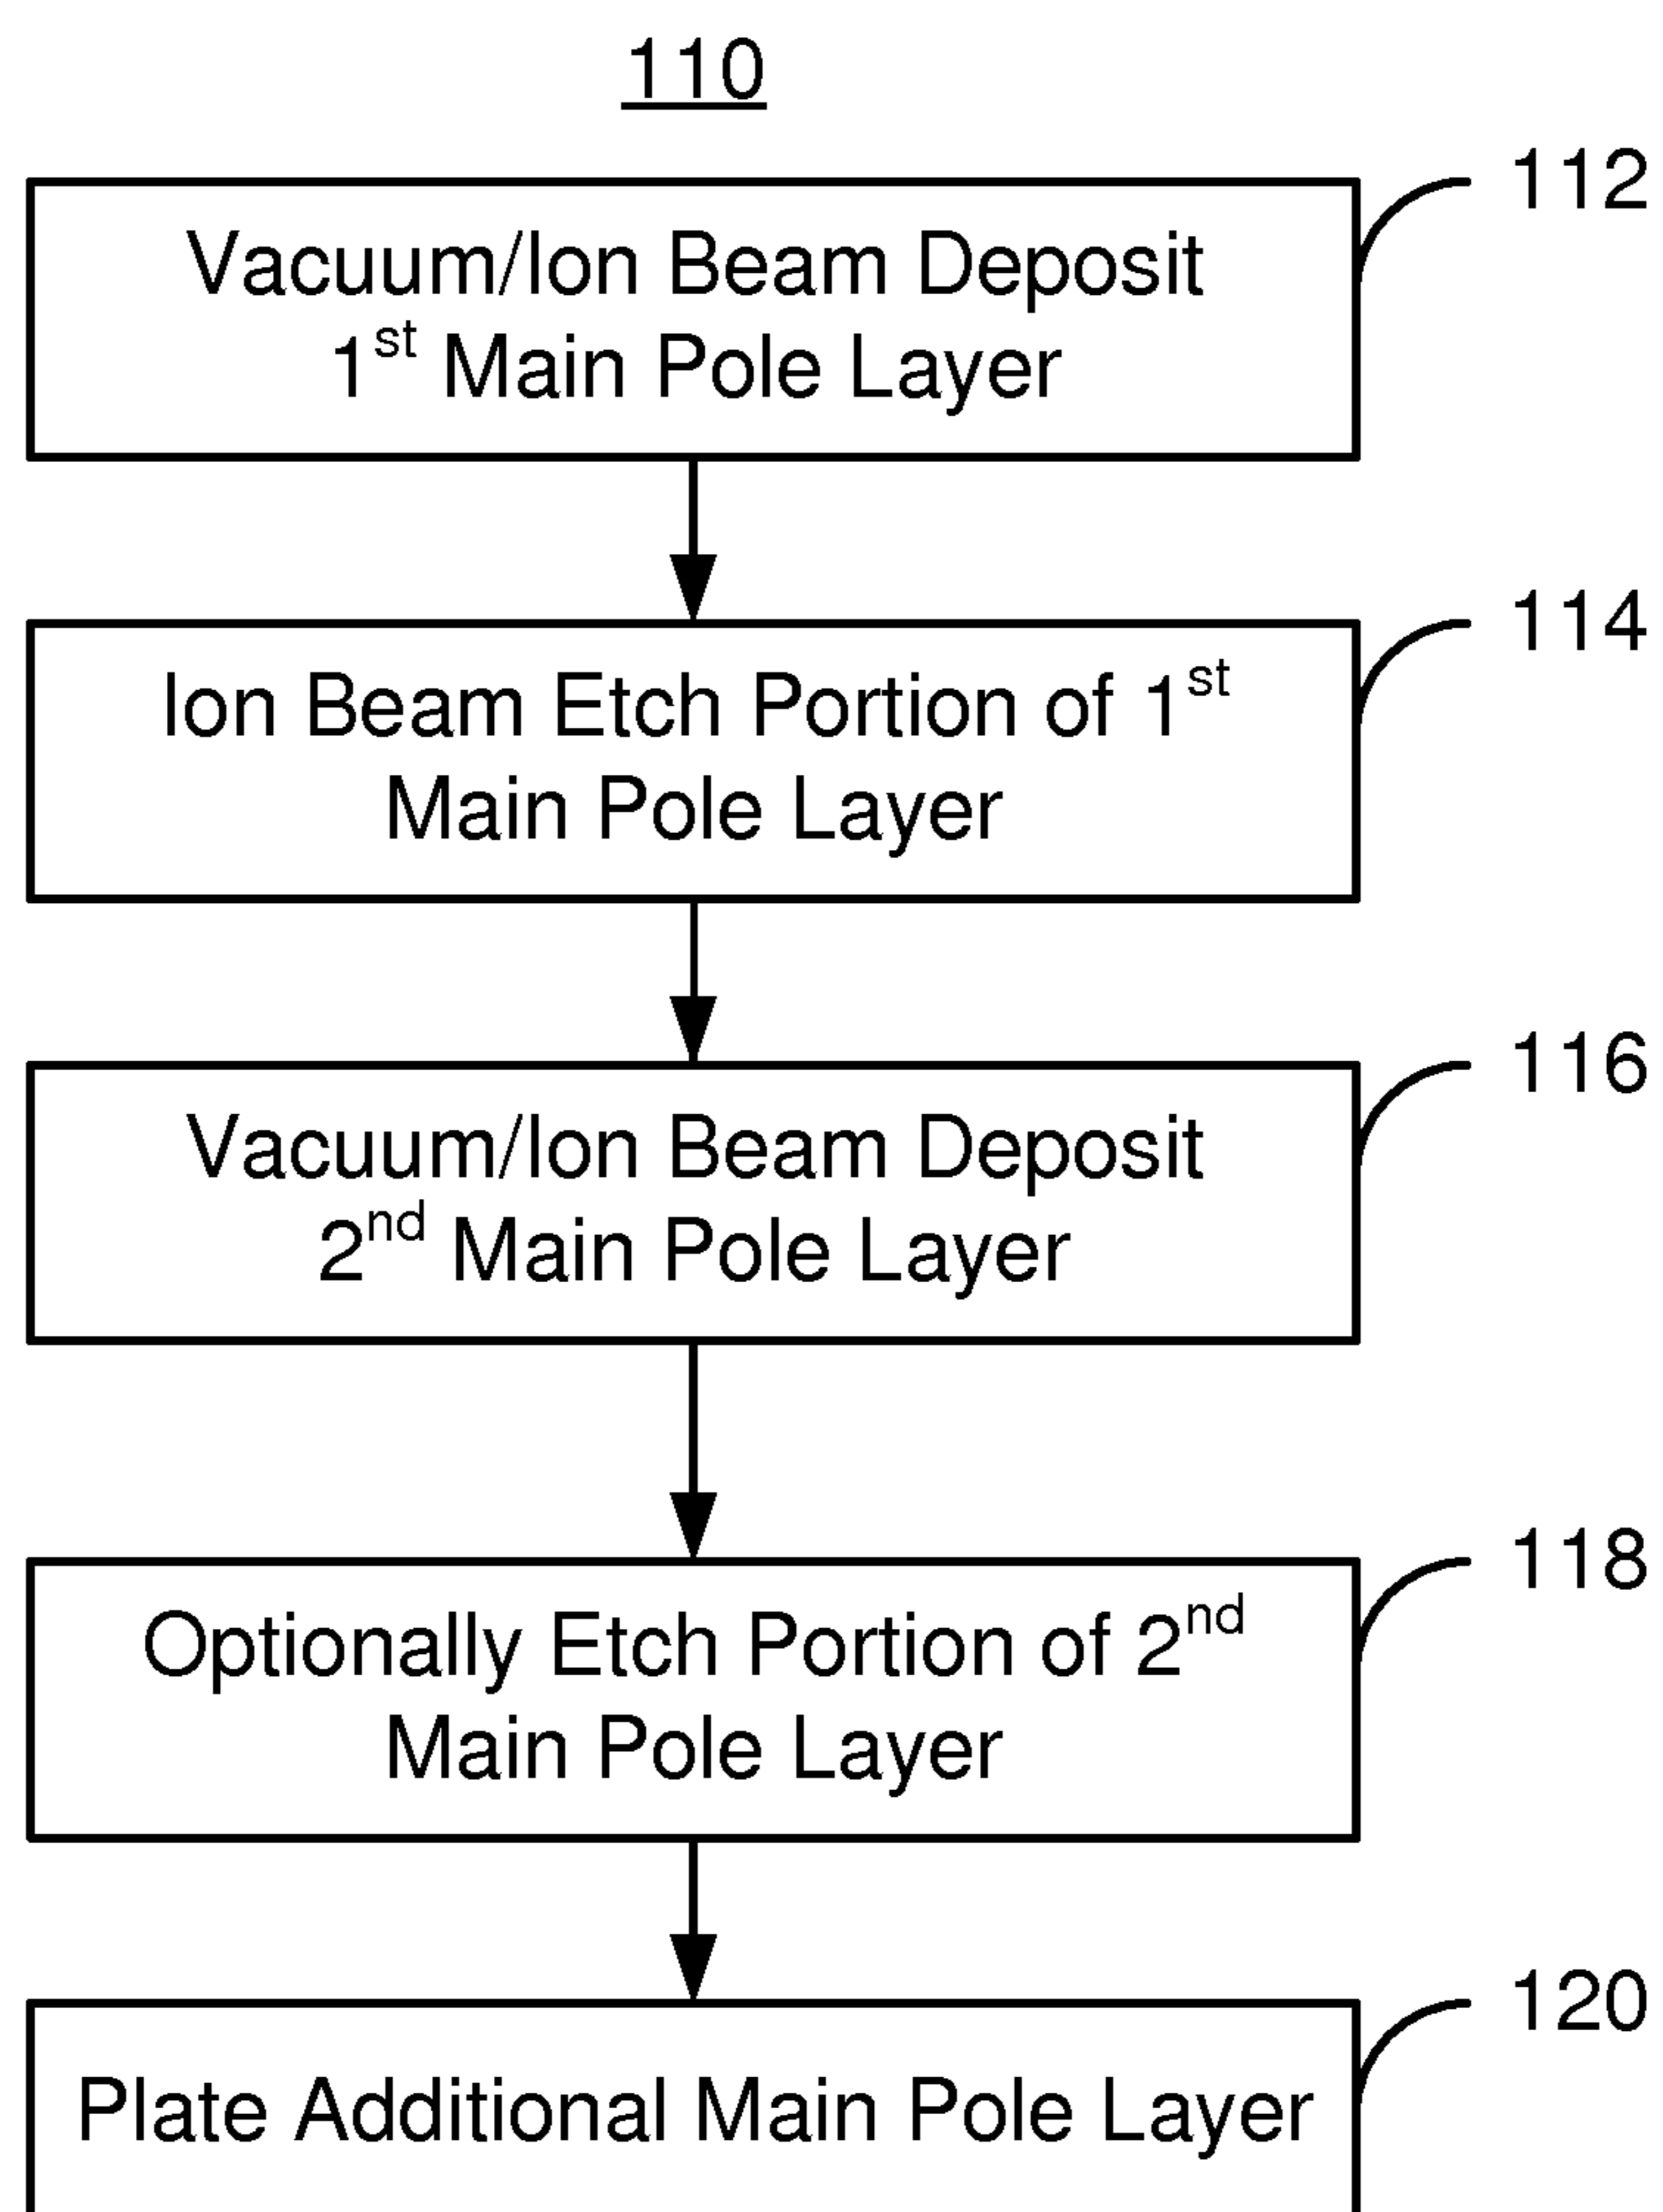 110
112
Vacuum/Ion Beam Deposit
1st Main Pole Layer
114
Ion Beam Etch Portion of 1st
Main Pole Layer
116
Vacuum/Ion Beam Deposit
2nd Main Pole Layer
118
Optionally Etch Portion of 2nd
Main Pole Layer
120
Plate Additional Main Pole Layer